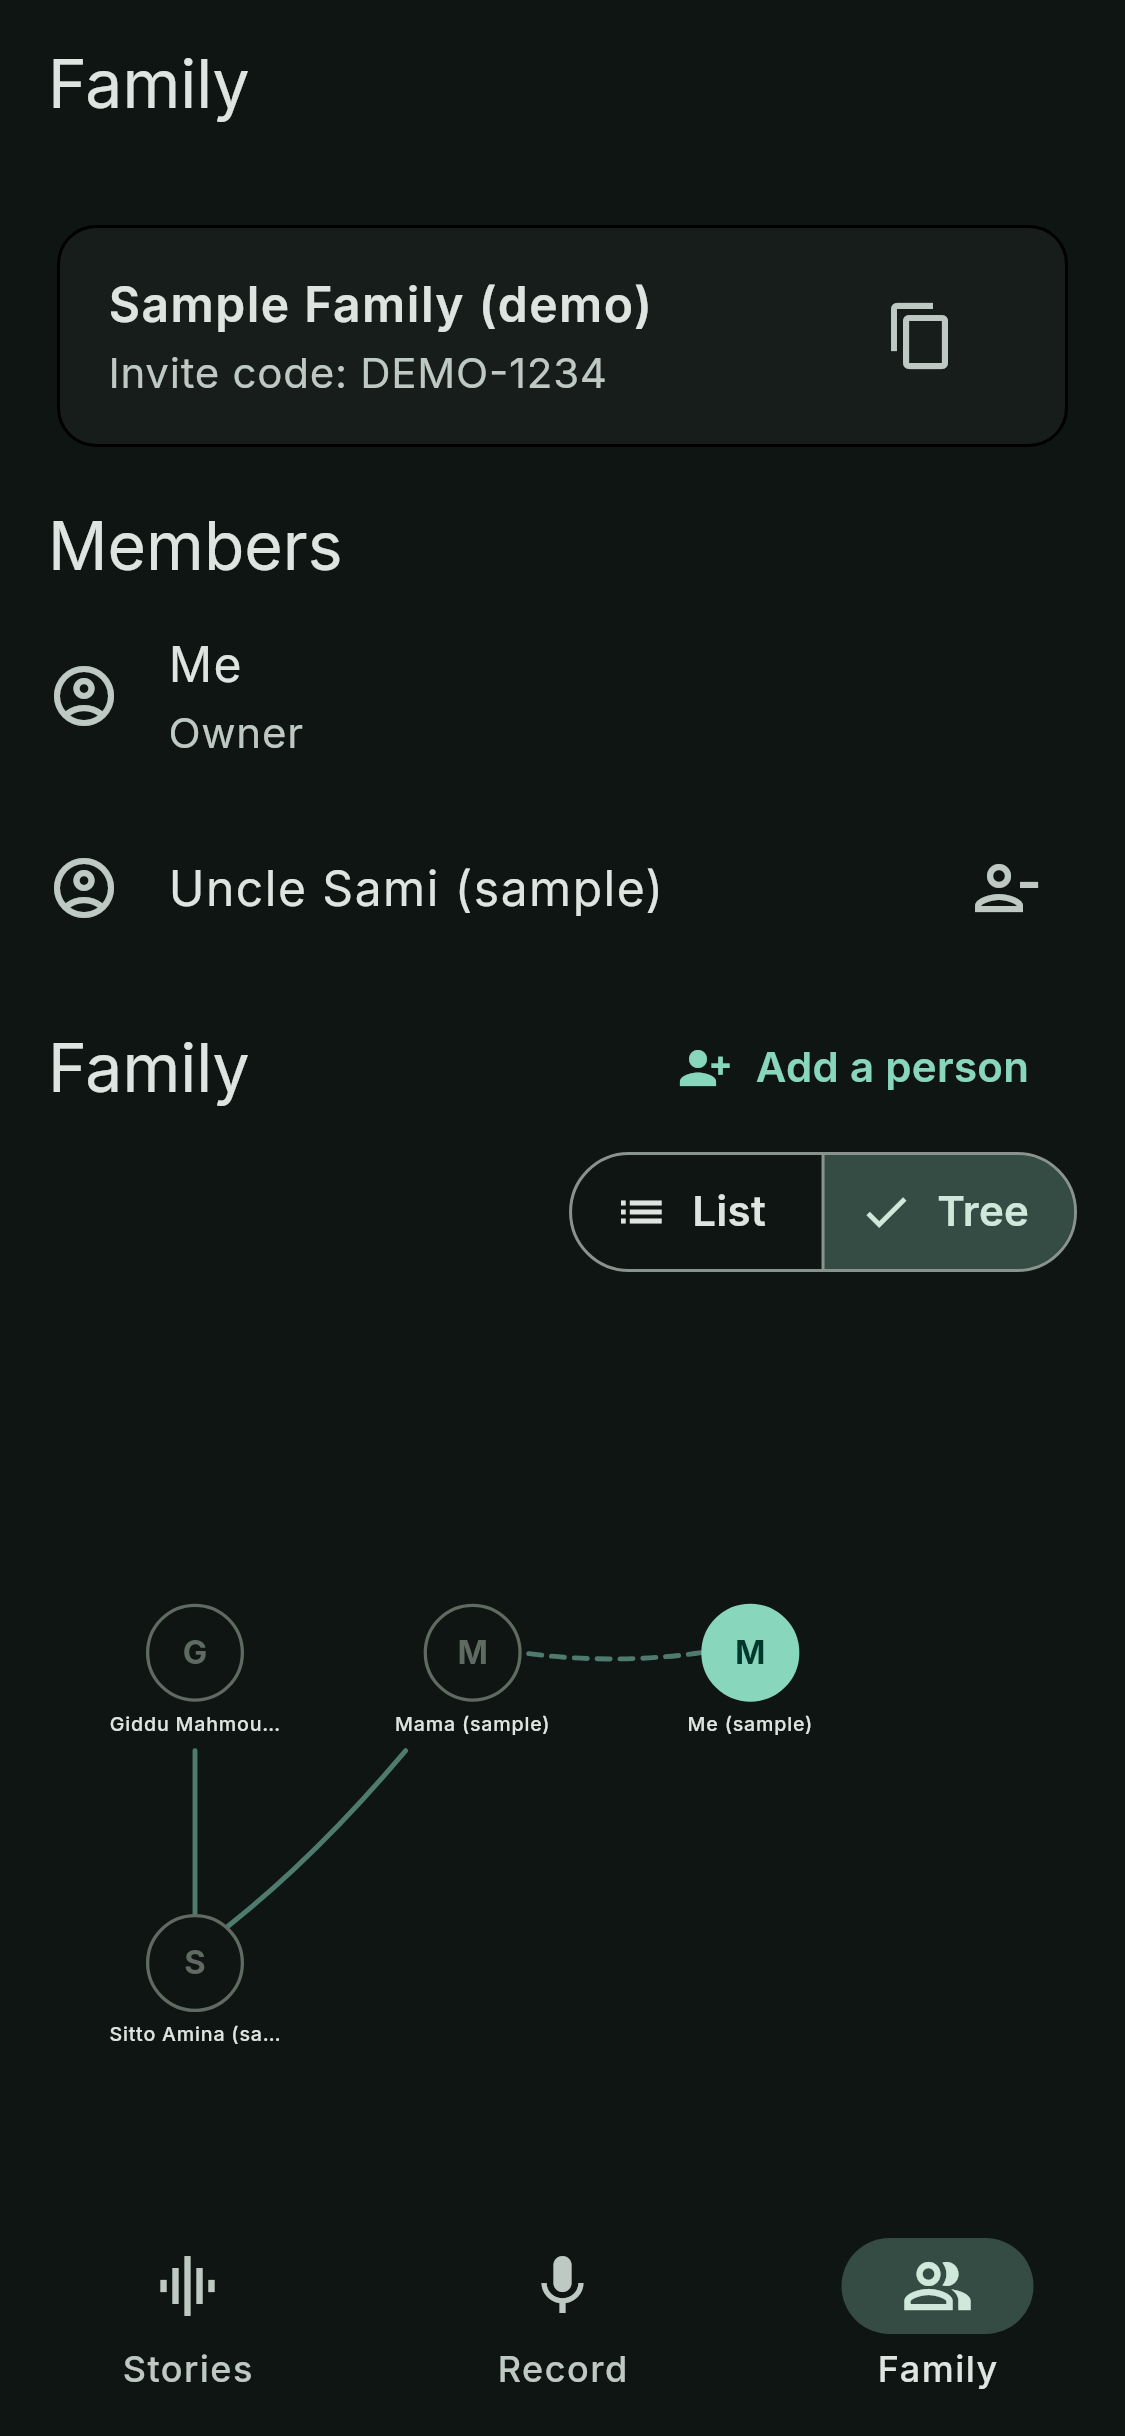 Family
Sample Family (demo)
Invite code: DEMO-1234
Members
Me
Owner
Uncle Sami (sample)
Family
Add a person
List
Tree
G
M
M
Giddu Mahmou...
Mama (sample)
Me (sample)
S
Sitto Amina (sa...
Stories
Record
Family